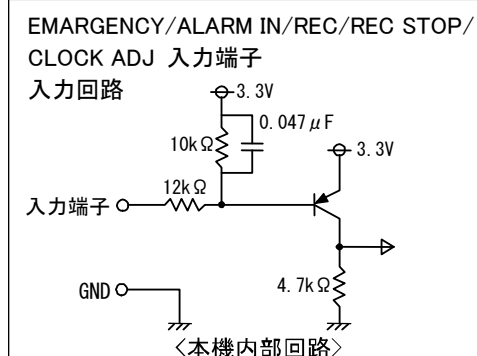 EMARGENCY/ALARM IN/REC/REC STOP/
CLOCK ADJ 入力端子
入力回路
3.3V
0.047μF
10kΩ
3.3V
12kΩ
入力端子
4.7kΩ
GND
〈本機内部回路〉